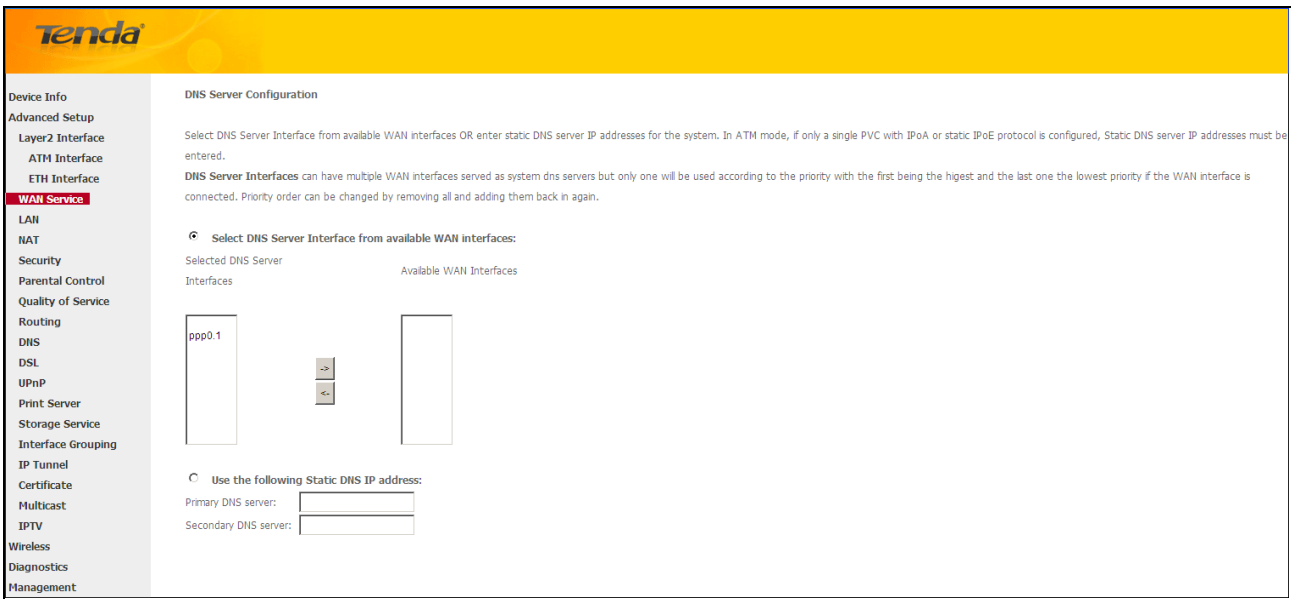 Tenda
Device Info
Advanced Setup
Layer2 Interface
ATM Interface
ETH Interface
WAN Service
LAN
NAT
Security
Parental Control
Quality of Service
Routing
DNS
DSL
UPnP
Print Server
Storage Service
Interface Grouping
IP Tunnel
Certificate
Multicast
IPTV
Wireless
Diagnostics
Management
DNS Server Configuration
Select DNS Server Interface from available WAN interfaces OR enter static DNS server IP addresses for the system. In ATM mode, if only a single PVC with IPoA or static IPoE protocol is configured, Static DNS server IP addresses must be
entered.
DNS Server Interfaces can have multiple WAN interfaces served as system dns servers but only one will be used according to the priority with the first being the higest and the last one the lowest priority if the WAN interface is
connected. Priority order can be changed by removing all and adding them back in again.
Select DNS Server Interface from available WAN interfaces:
Selected DNS Server
Interfaces
Available WAN Interfaces
ppp0.1
->
<-
Use the following Static DNS IP address:
Primary DNS server:
Secondary DNS server: